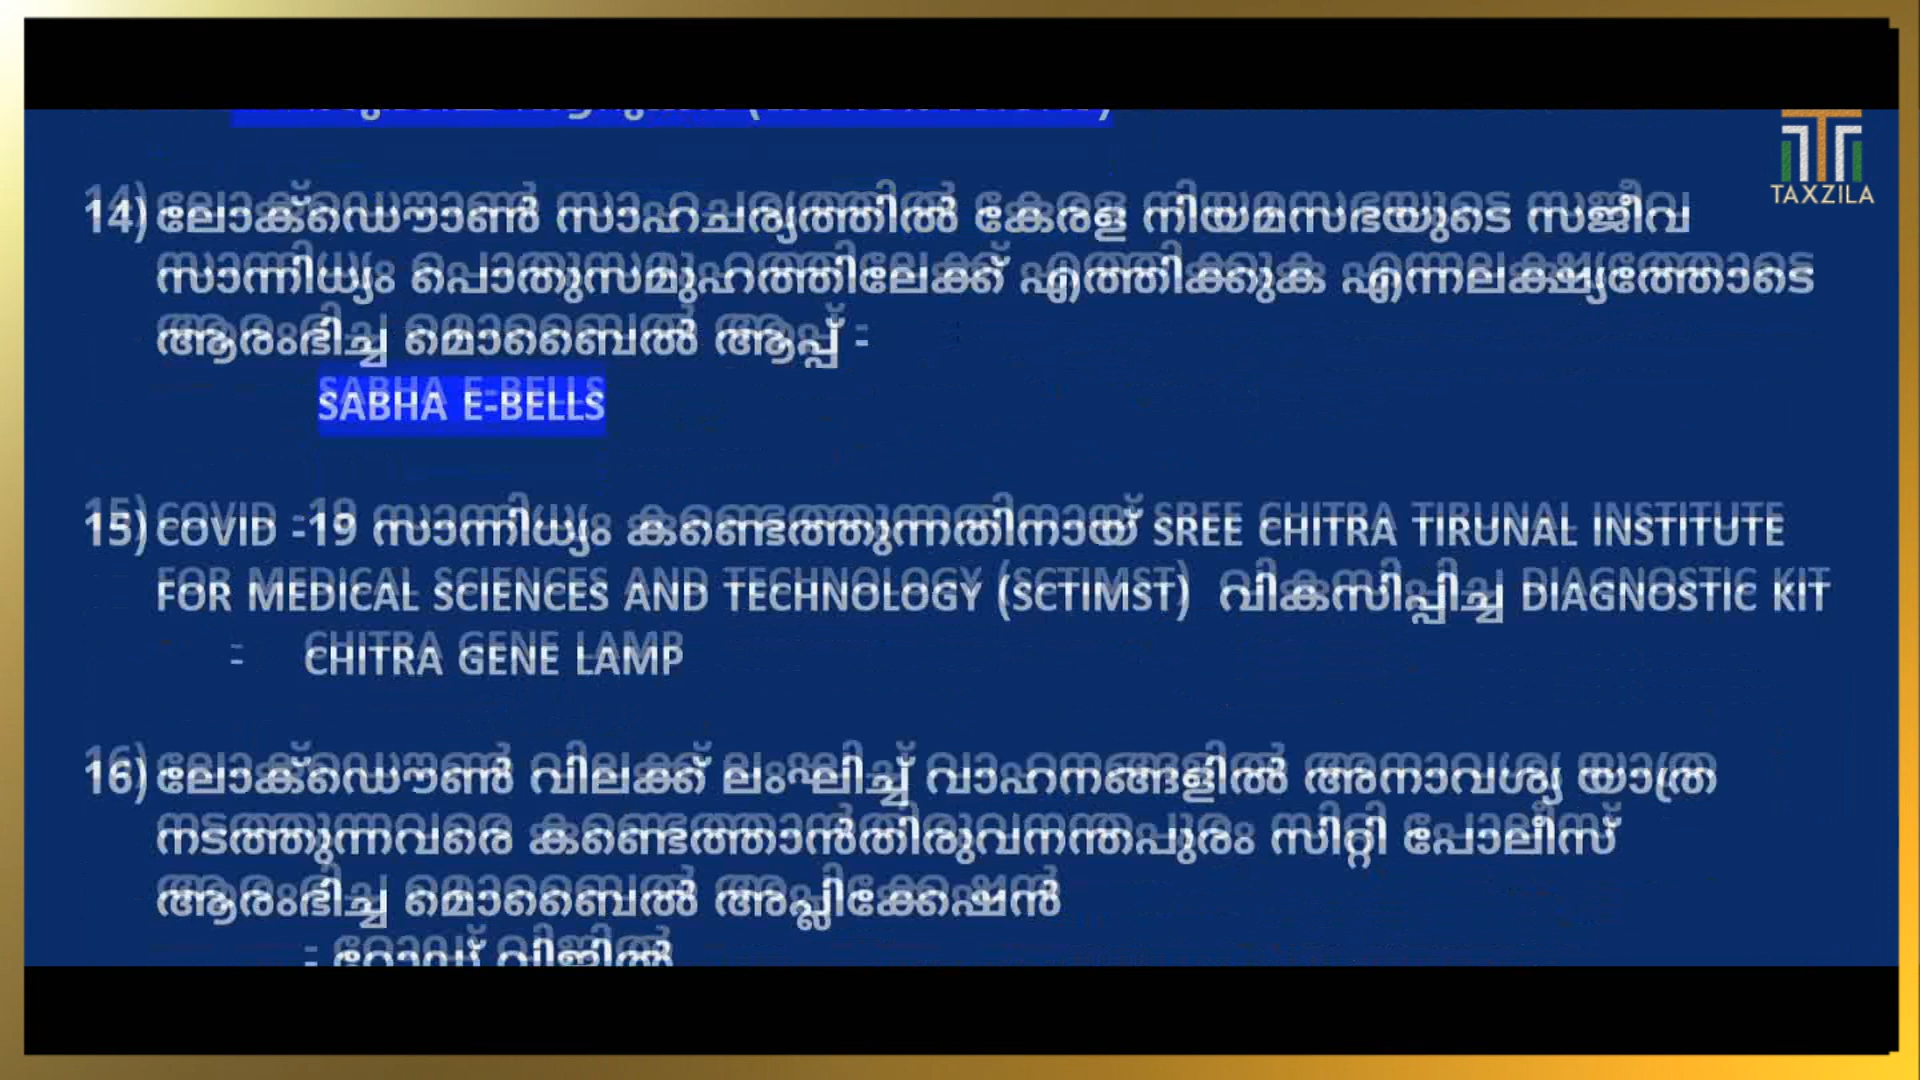 TAXZILA
14) ലോക്ഡൌൺ സാഹചര്യത്തിൽ കേരള നിയമസഭയുടെ സജീവ
സാന്നിധ്യം പൊതുസമുഹത്തിലേക്ക് എത്തിക്കുക എന്നലക്ഷ്യത്തോടെ
ആരംഭിച്ച മൊബൈൽ ആപ്പ് -
SABHA E-BELLS
15) COVID -19 സാന്നിധ്യം കണ്ടെത്തുന്നതിനായ് SREE CHITRA TIRUNAL INSTITUTE
FOR MEDICAL SCIENCES AND TECHNOLOGY (SCTIMST) വികസിപ്പിച്ച DIAGNOSTIC KIT
- CHITRA GENE LAMP
16) ലോക്ഡൌൺ വിലക്ക് ലംഘിച്ച് വാഹനങ്ങളിൽ അനാവശ്യ യാത്ര
നടത്തുന്നവരെ കണ്ടെത്താൻതിരുവനന്തപുരം സിറ്റി പോലീസ്
ആരംഭിച്ച മൊബൈൽ അപ്ലിക്കേഷൻ
- റോഡ് വിജിൽ